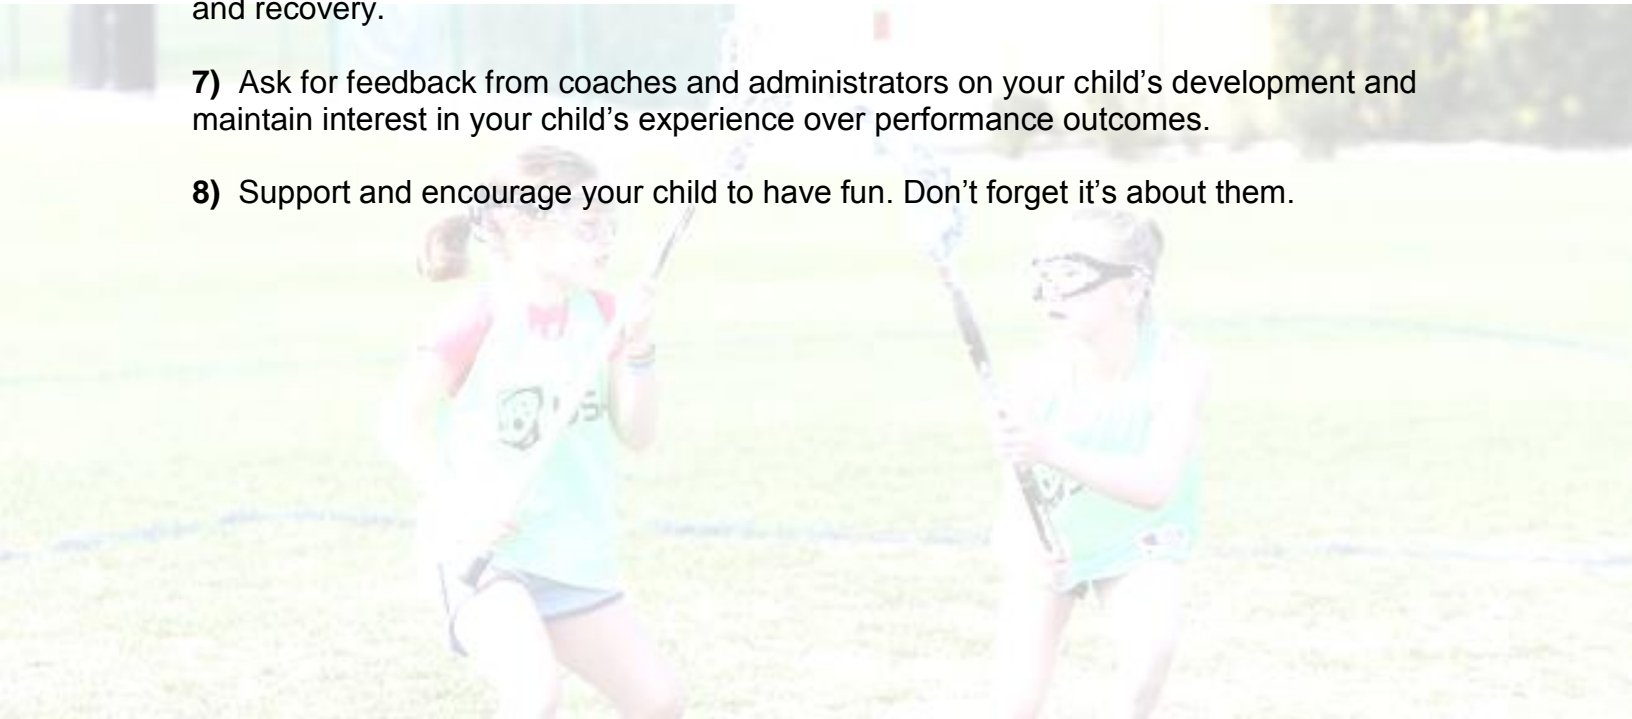 and recovery.
7) Ask for feedback from coaches and administrators on your child’s development and
maintain interest in your child’s experience over performance outcomes.
8) Support and encourage your child to have fun. Don’t forget it’s about them.